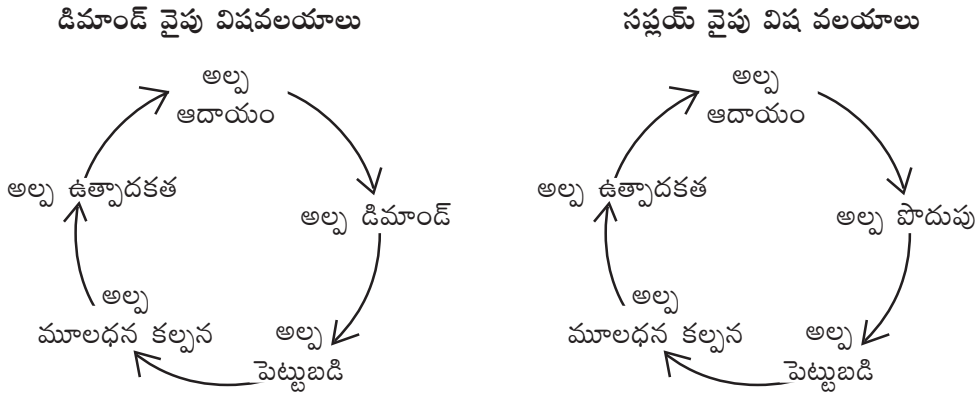 డిమాండ్ వైపు విషవలయాలు
అల్ప
ఆదాయం
అల్ప డిమాండ్
అల్ప
పెట్టుబడి
అల్ప
మూలధన కల్పన
అల్ప ఉత్పాదకత
సప్లయ్ వైపు విష వలయాలు
అల్ప
ఆదాయం
అల్ప పొదుపు
అల్ప
పెట్టుబడి
అల్ప
మూలధన కల్పన
అల్ప ఉత్పాదకత